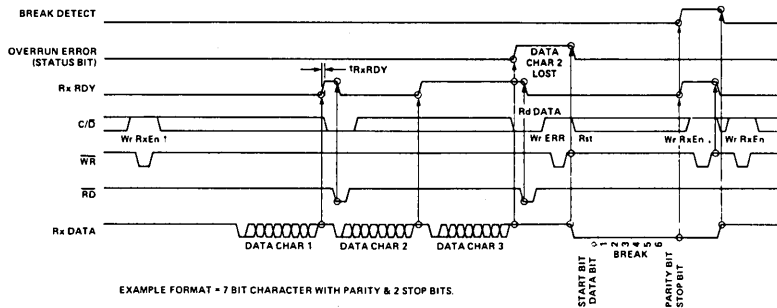 BREAK DETECT
OVERRUN ERROR
(STATUS BIT)
DATA
CHAR 2
LOST
tRxRDY
Rx RDY
Rd DATA
C/D
Wr RxEn ↑
Wr ERR
Rst
Wr RxEn
Wr RxEn
WR
RD
Rx DATA
DATA CHAR 1
DATA CHAR 2
DATA CHAR 3
START BIT
DATA BIT
0 1 2 3 4 5 6
BREAK
PARITY BIT
STOP BIT
EXAMPLE FORMAT = 7 BIT CHARACTER WITH PARITY & 2 STOP BITS.